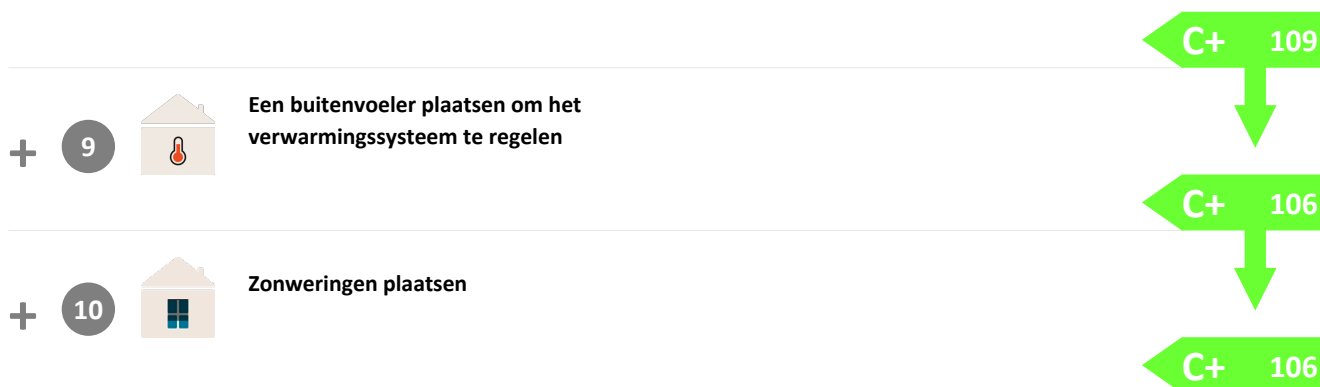 C+ 109
Een buitenvoeler plaatsen om het
verwarmingssysteem te regelen
+ 9
C+ 106
Zonweringen plaatsen
+ 10
C+ 106